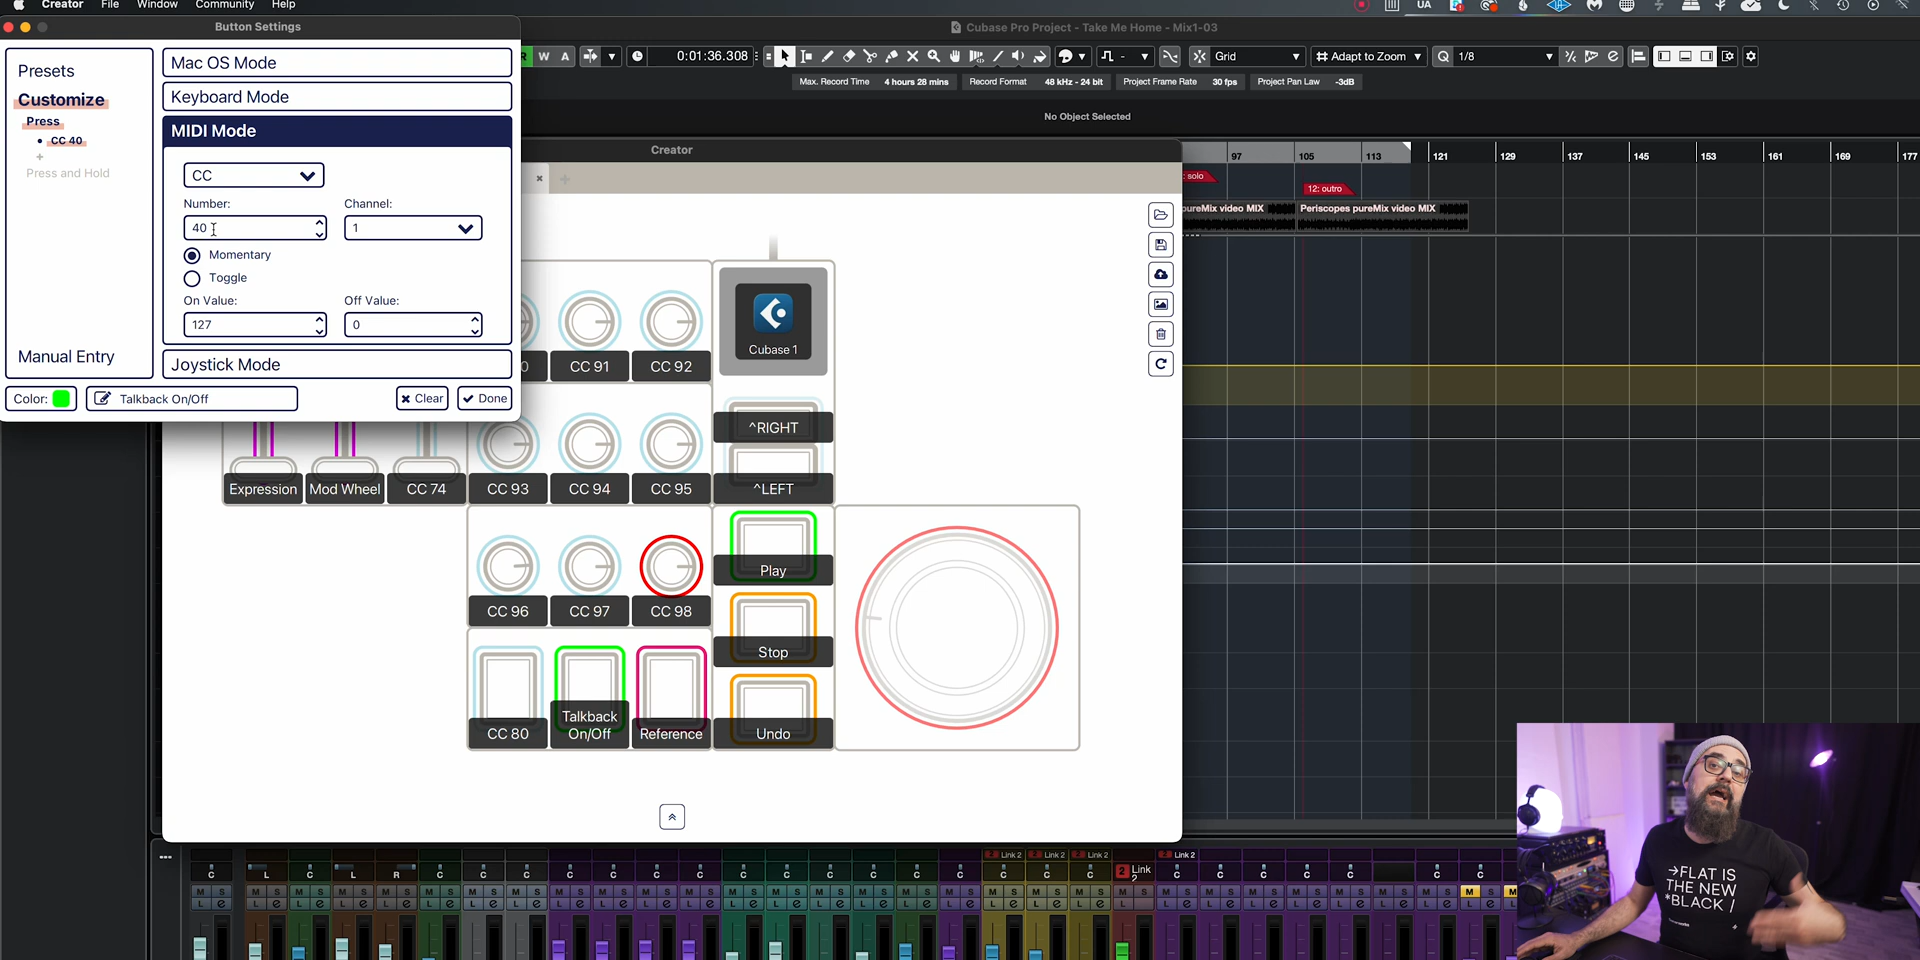 Creator File Edit Window Community Help
UA
Button Settings
Cubase Pro Project - Take Me Home - Mix1-03
Presets
Customize
Press
CC 40
+
Press and Hold
Manual Entry
Mac OS Mode
Keyboard Mode
MIDI Mode
CC
Number:
Channel:
40
1
Momentary
Toggle
On Value:
Off Value:
127
0
Joystick Mode
Color:
Talkback On/Off
Clear
Done
R W A
0:01:36.308
Grid
Adapt to Zoom
Q 1/8
Max. Record Time 4 hours 28 mins
Record Format 48 kHz - 24 bit
Project Frame Rate 30 fps
Project Pan Law -3dB
No Object Selected
Creator
97 105 113 121 129 137 145 153 161 169 177
: solo
12: outro
pureMix video MIX
Periscopes pureMix video MIX
Cubase 1
0
CC 91
CC 92
^RIGHT
Expression
Mod Wheel
CC 74
CC 93
CC 94
CC 95
^LEFT
Play
CC 96
CC 97
CC 98
Stop
CC 80
Talkback On/Off
Reference
Undo
Link 2 Link 2 Link 2
2 Link 2
Link 2
C L C L R C C C C C C C C C C C C C C C C C C C C C C
M S
L e
→FLAT IS
THE NEW
*BLACK /